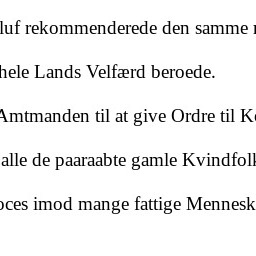 luf rekommenderede den samme
hele Lands Velfærd beroede.
Amtmanden til at give Ordre til
alle de paaraabte gamle Kvindfolk
oces imod mange fattige Mennesk